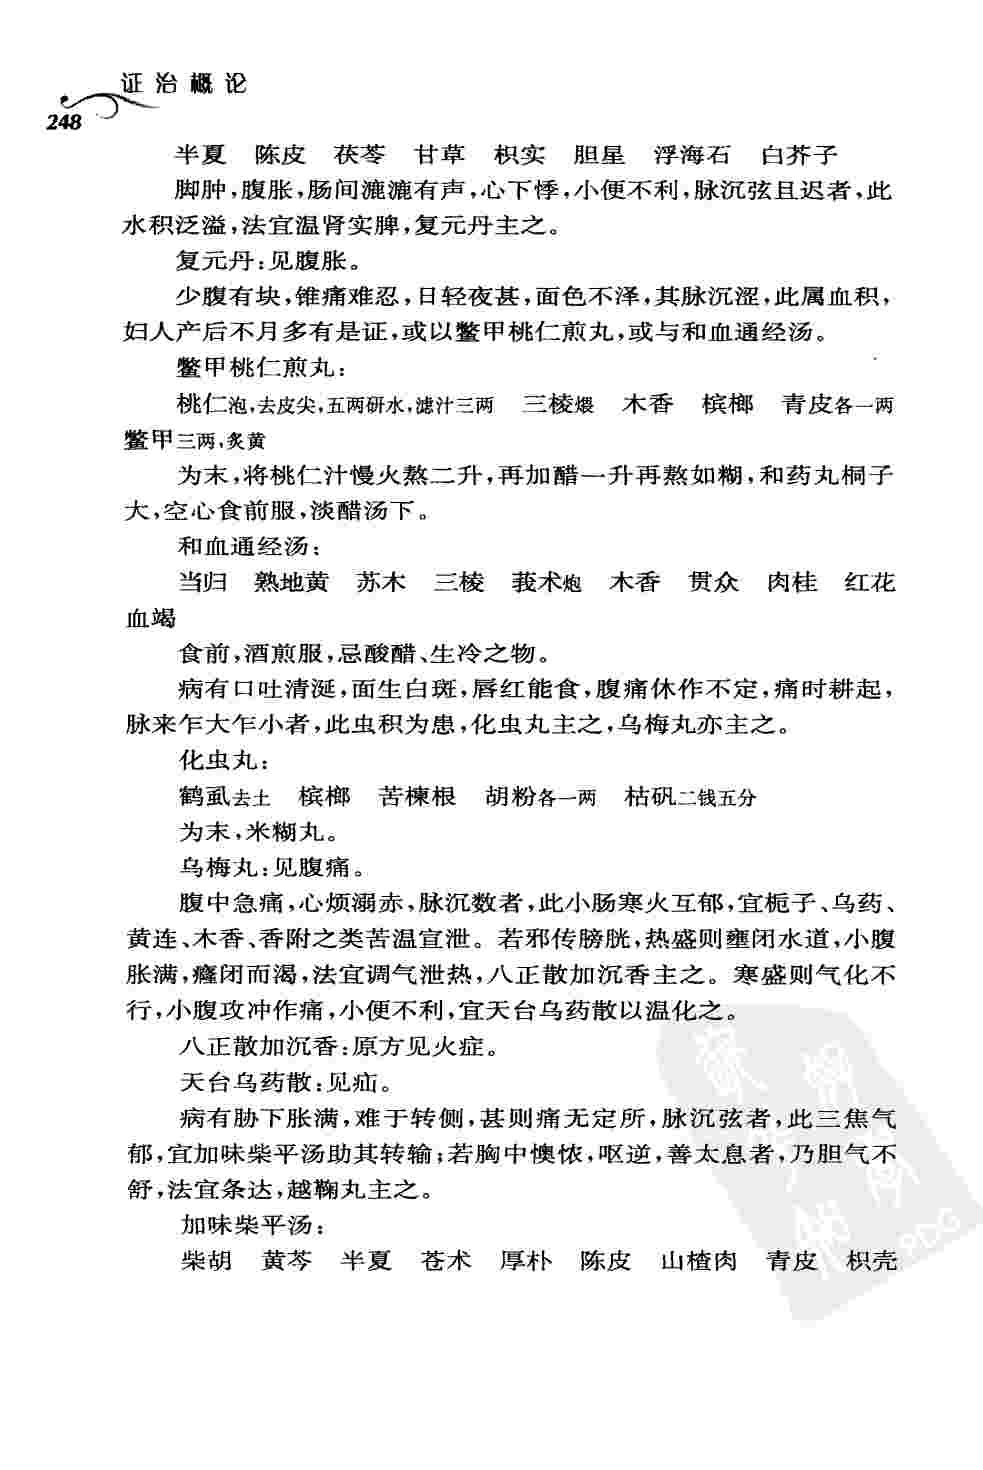 证治概论
248
半夏　陈皮　茯苓　甘草　枳实　胆星　浮海石　白芥子
脚肿,腹胀,肠间漉漉有声,心下悸,小便不利,脉沉弦且迟者,此
水积泛溢,法宜温肾实脾,复元丹主之。
复元丹:见腹胀。
少腹有块,锥痛难忍,日轻夜甚,面色不泽,其脉沉涩,此属血积,
妇人产后不月多有是证,或以鳖甲桃仁煎丸,或与和血通经汤。
鳖甲桃仁煎丸:
桃仁泡,去皮尖,五两研水,滤汁三两　三棱煨　木香　槟榔　青皮各一两
鳖甲三两,炙黄
为末,将桃仁汁慢火熬二升,再加醋一升再熬如糊,和药丸桐子
大,空心食前服,淡醋汤下。
和血通经汤:
当归　熟地黄　苏木　三棱　莪术炮　木香　贯众　肉桂　红花
血竭
食前,酒煎服,忌酸醋、生冷之物。
病有口吐清涎,面生白斑,唇红能食,腹痛休作不定,痛时耕起,
脉来乍大乍小者,此虫积为患,化虫丸主之,乌梅丸亦主之。
化虫丸:
鹤虱去土　槟榔　苦楝根　胡粉各一两　枯矾二钱五分
为末,米糊丸。
乌梅丸:见腹痛。
腹中急痛,心烦溺赤,脉沉数者,此小肠寒火互郁,宜栀子、乌药、
黄连、木香、香附之类苦温宣泄。若邪传膀胱,热盛则壅闭水道,小腹
胀满,癃闭而渴,法宜调气泄热,八正散加沉香主之。寒盛则气化不
行,小腹攻冲作痛,小便不利,宜天台乌药散以温化之。
八正散加沉香:原方见火症。
天台乌药散:见疝。
病有胁下胀满,难于转侧,甚则痛无定所,脉沉弦者,此三焦气
郁,宜加味柴平汤助其转输;若胸中懊憹,呕逆,善太息者,乃胆气不
舒,法宜条达,越鞠丸主之。
加味柴平汤:
柴胡　黄芩　半夏　苍术　厚朴　陈皮　山楂肉　青皮　枳壳
PDG